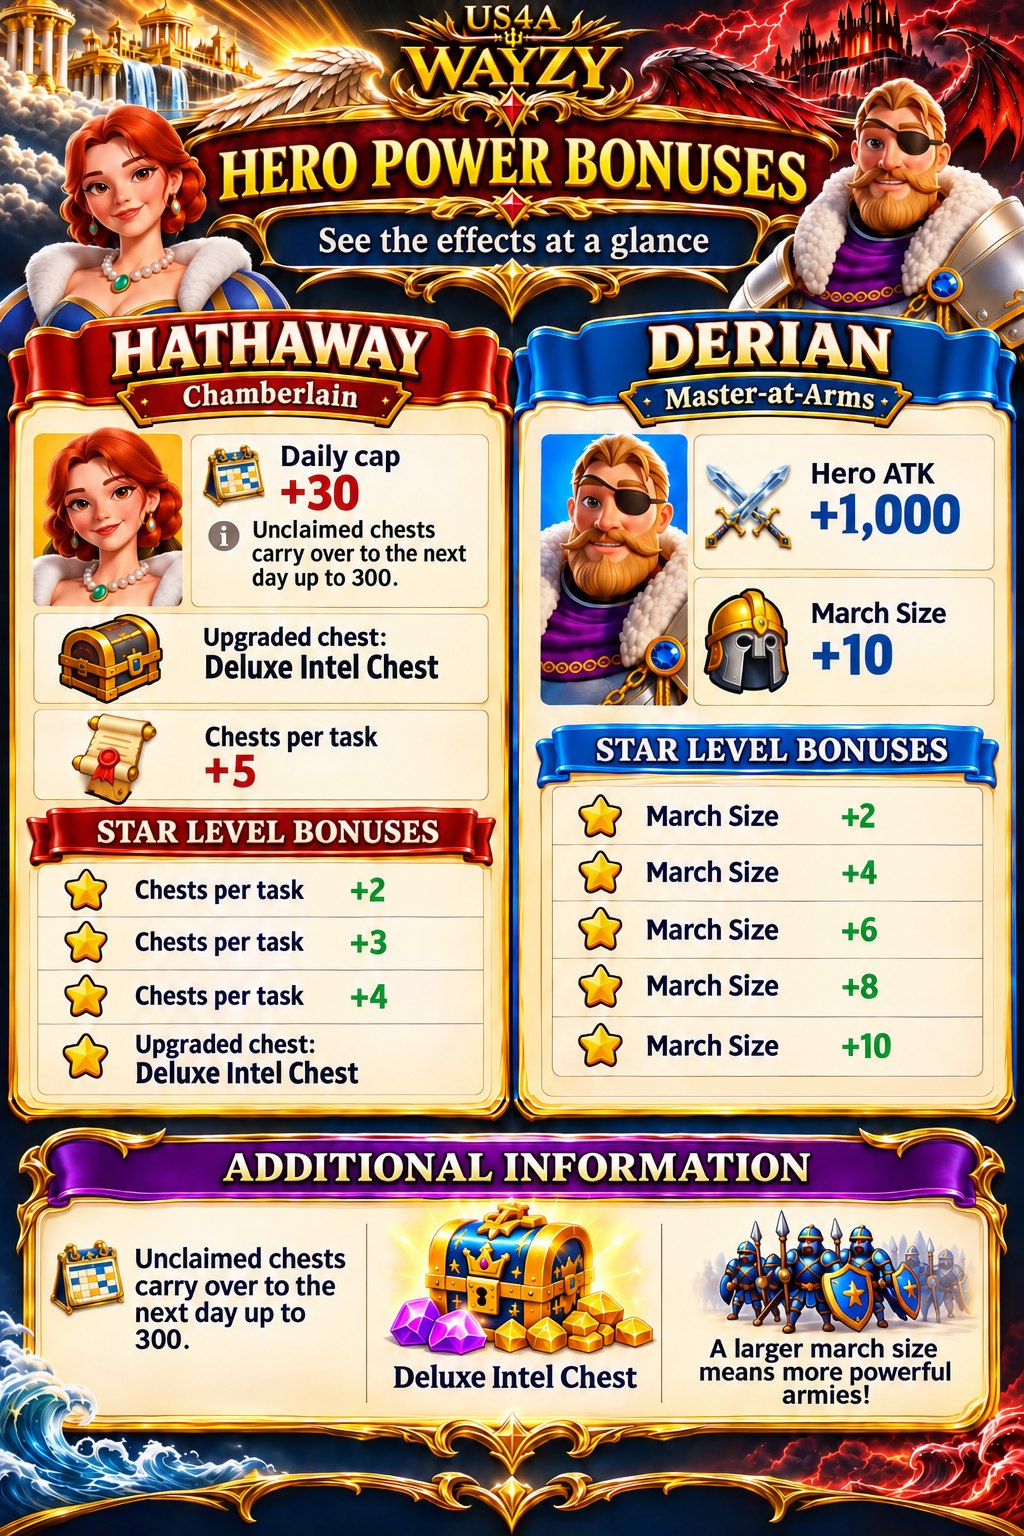 US4A
WAYZY
HERO POWER BONUSES
See the effects at a glance
HATHAWAY
Chamberlain
Daily cap
+30
i
Unclaimed chests
carry over to the next
day up to 300.
Upgraded chest:
Deluxe Intel Chest
Chests per task
+5
STAR LEVEL BONUSES
Chests per task +2
Chests per task +3
Chests per task +4
Upgraded chest:
Deluxe Intel Chest
DERIAN
Master-at-Arms
Hero ATK
+1,000
March Size
+10
STAR LEVEL BONUSES
March Size +2
March Size +4
March Size +6
March Size +8
March Size +10
ADDITIONAL INFORMATION
Unclaimed chests
carry over to the
next day up to
300.
Deluxe Intel Chest
A larger march size
means more powerful
armies!